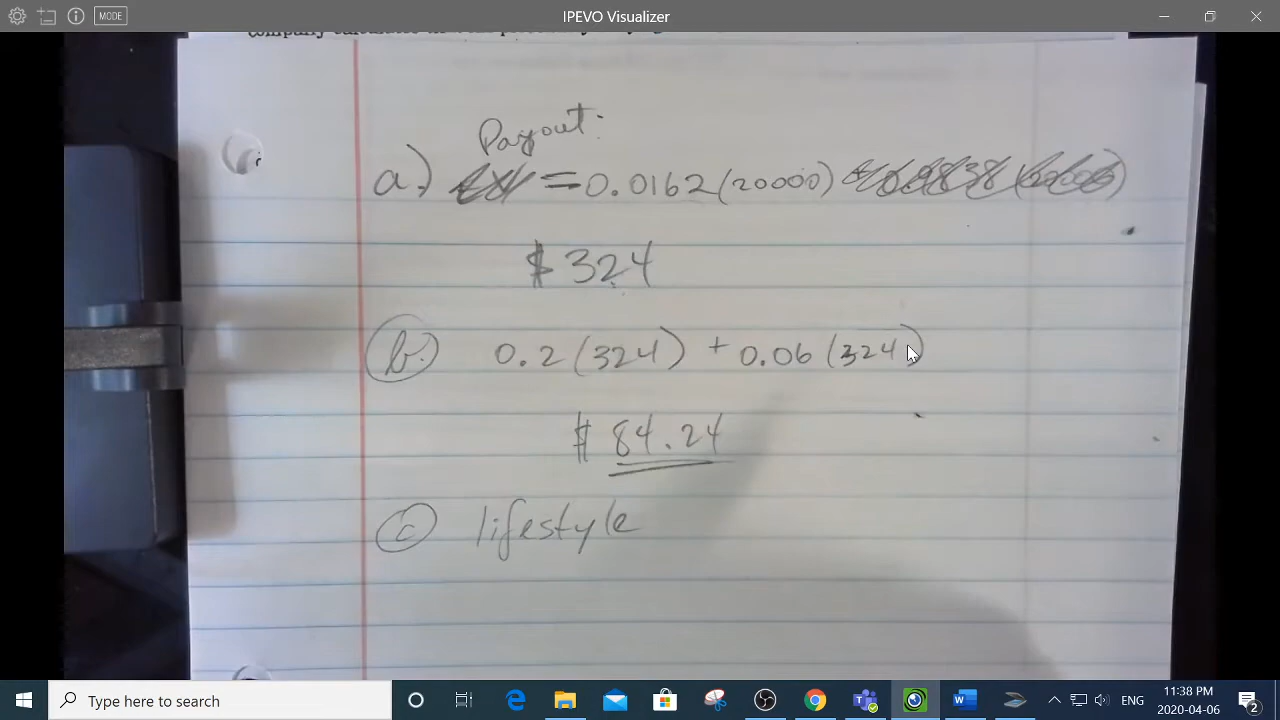 IPEVO Visualizer
MODE
Payout:
a) = 0.0162 (20000)
$ 324
b. 0.2 (324) + 0.06 (324)
$ 84.24
c lifestyle
Type here to search
ENG
11:38 PM
2020-04-06
2